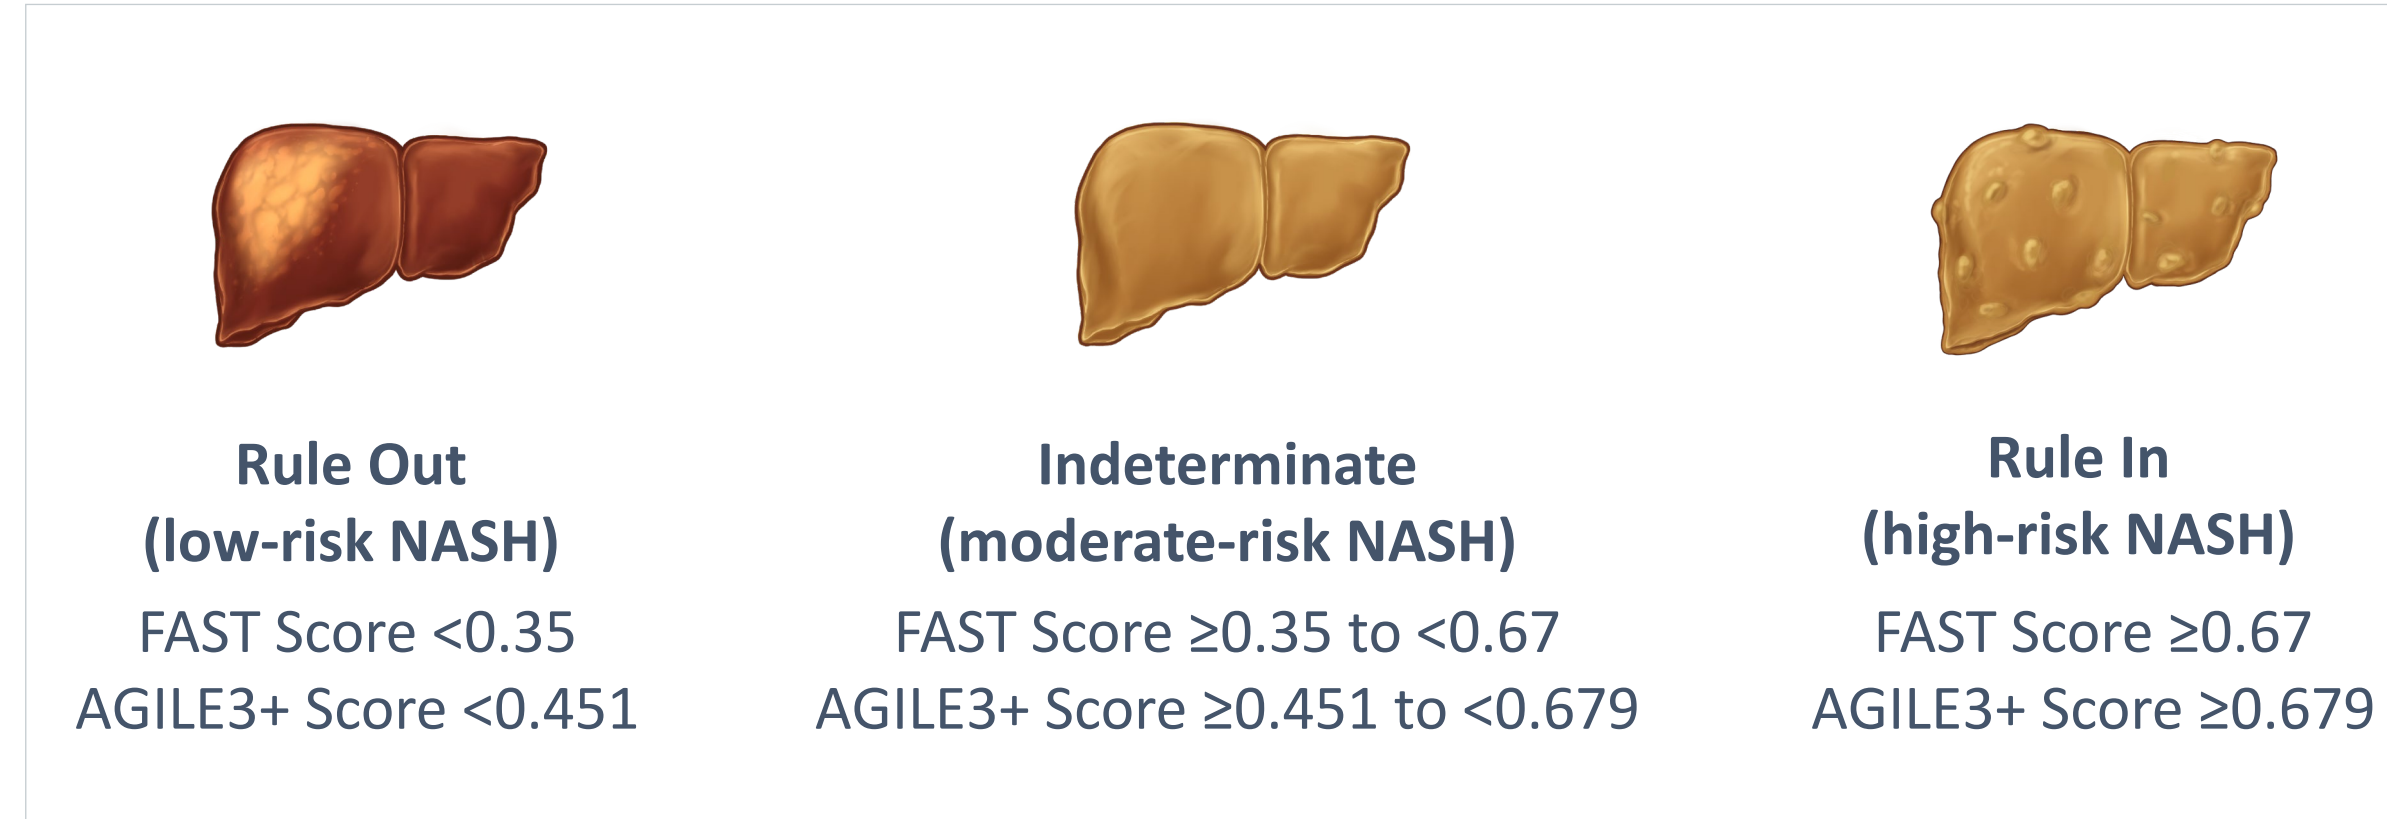 Rule Out
(low-risk NASH)
FAST Score <0.35
AGILE3+ Score <0.451
Indeterminate
(moderate-risk NASH)
FAST Score ≥0.35 to <0.67
AGILE3+ Score ≥0.451 to <0.679
Rule In
(high-risk NASH)
FAST Score ≥0.67
AGILE3+ Score ≥0.679